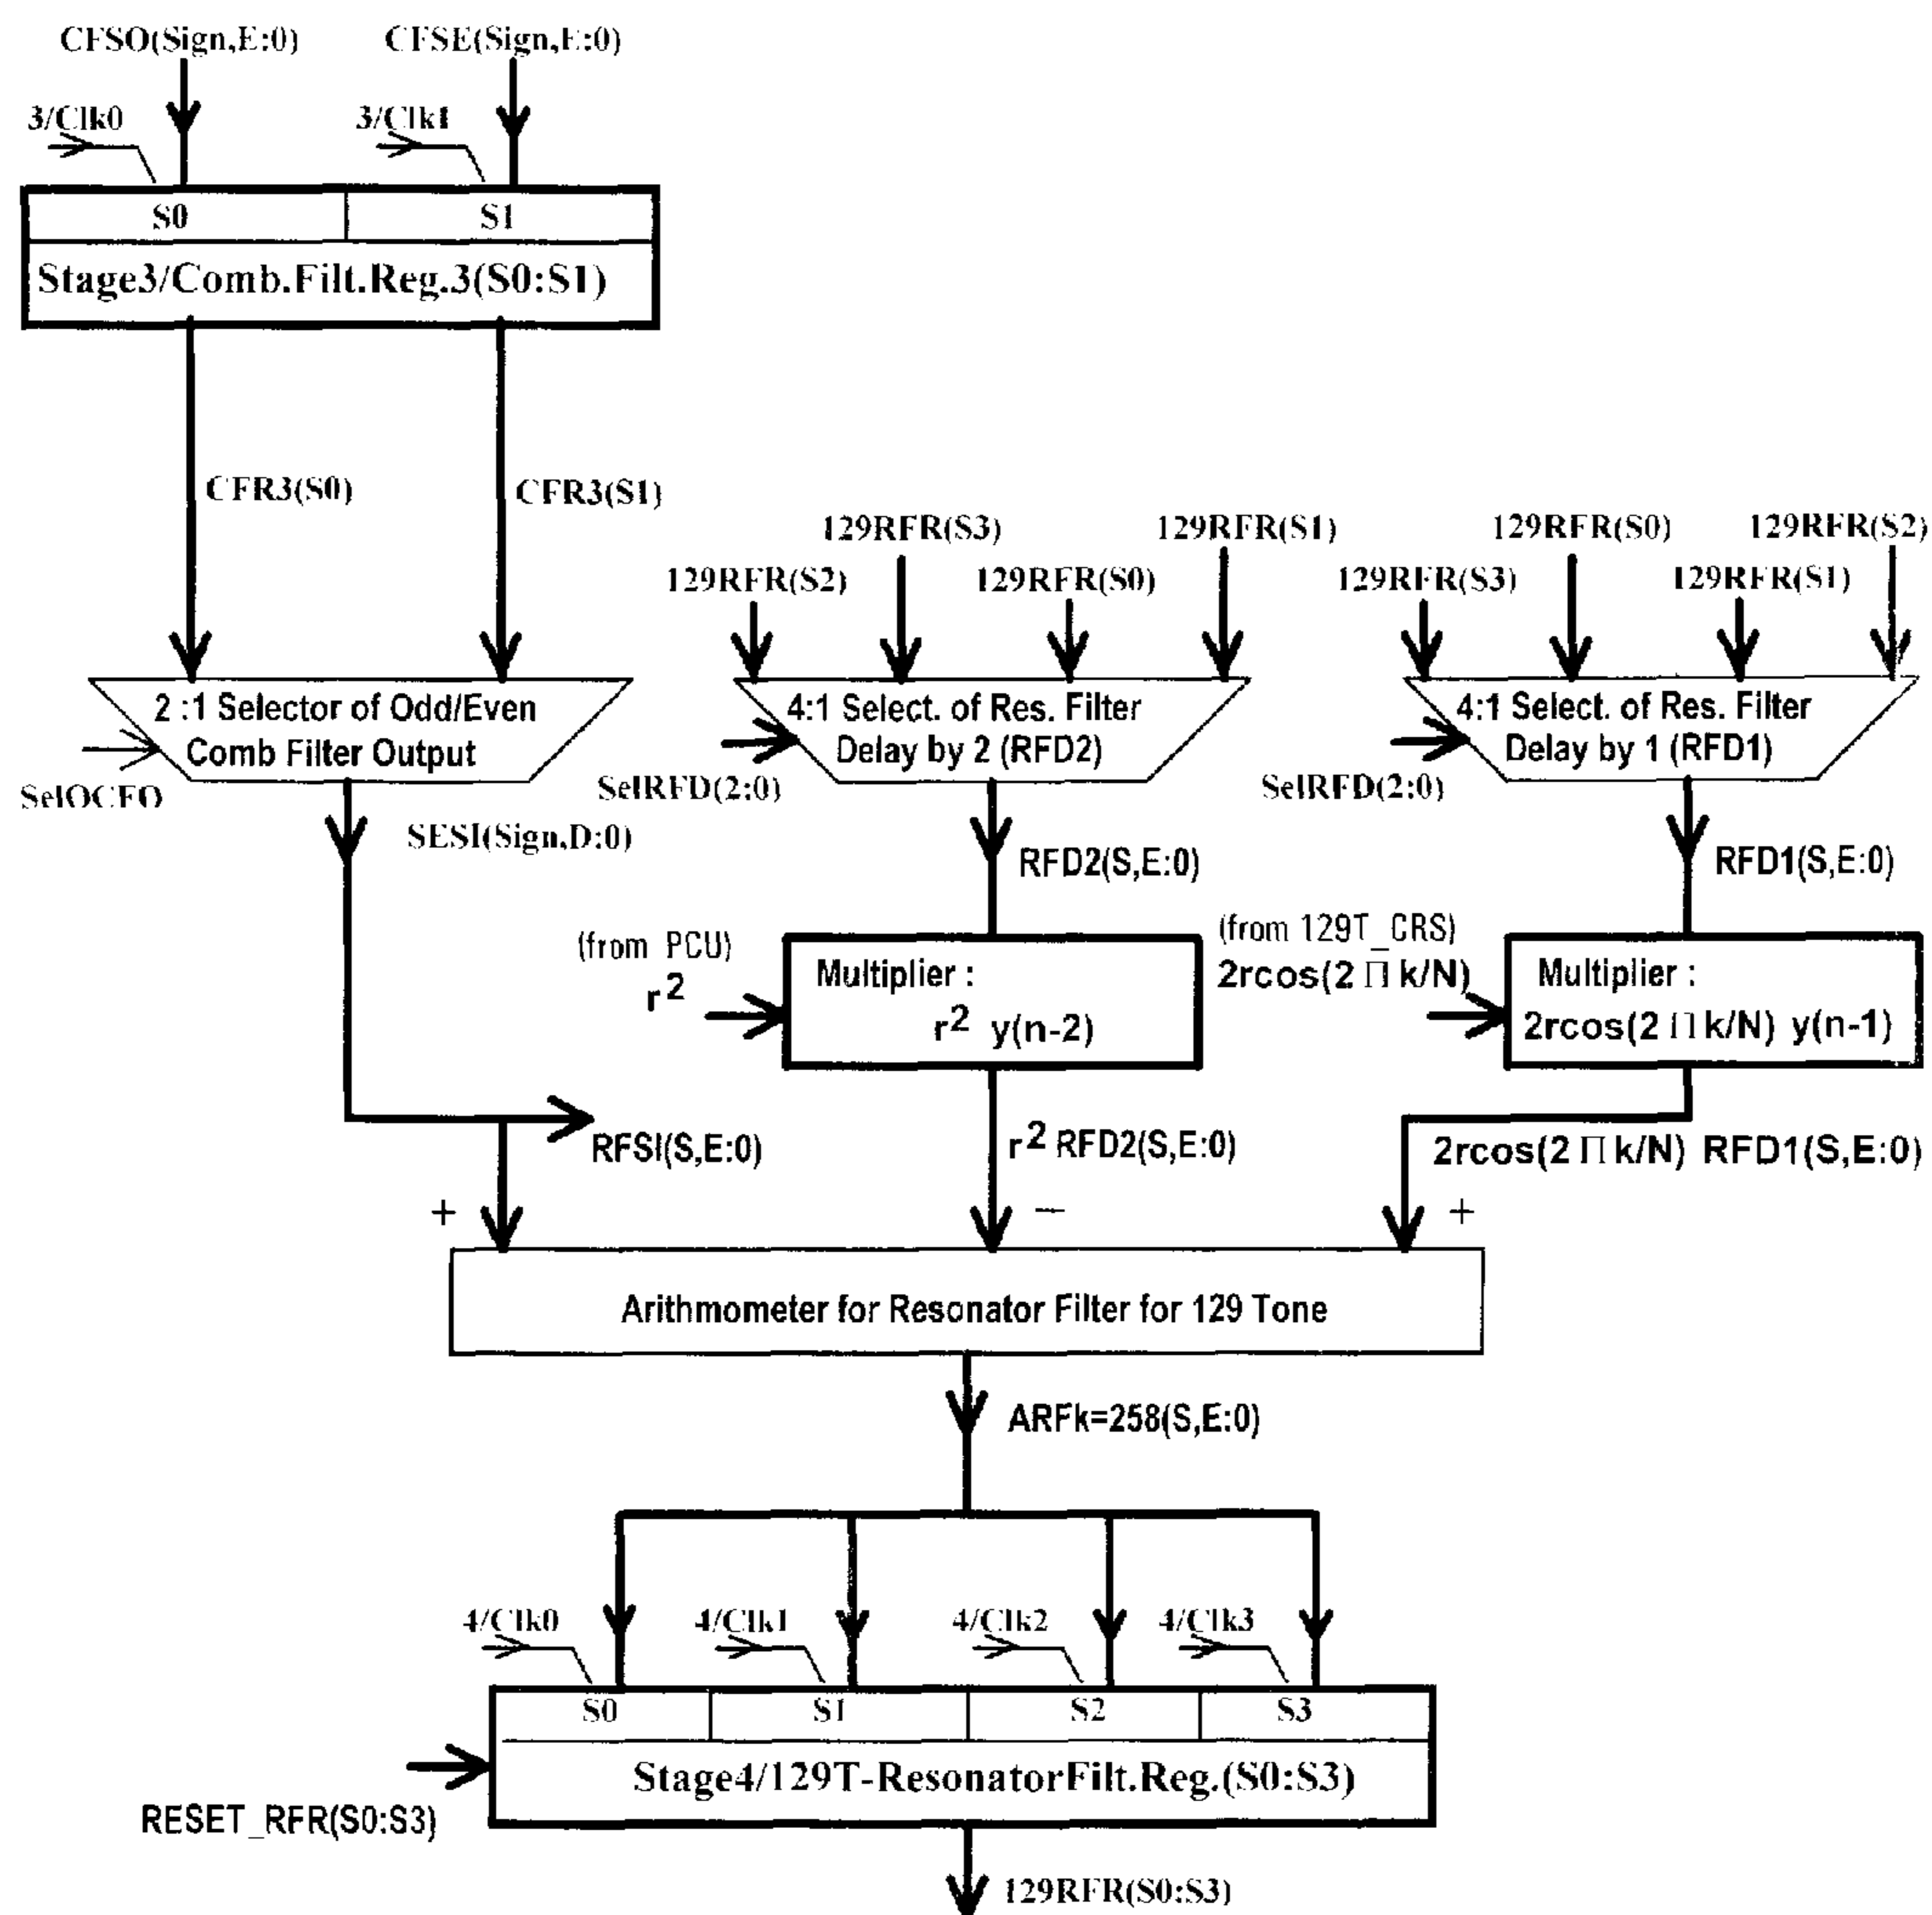 CFSO(Sign,E:0)
CFSE(Sign,E:0)
3/Clk0
3/Clk1
S0
S1
Stage3/Comb.Filt.Reg.3(S0:S1)
CFR3(S0)
CFR3(S1)
129RFR(S3)
129RFR(S1)
129RFR(S0)
129RFR(S2)
129RFR(S2)
129RFR(S0)
129RFR(S3)
129RFR(S1)
2 :1 Selector of Odd/Even
Comb Filter Output
4:1 Select. of Res. Filter
Delay by 2 (RFD2)
4:1 Select. of Res. Filter
Delay by 1 (RFD1)
SelOCFO
SelRFD(2:0)
SelRFD(2:0)
SESI(Sign,D:0)
RFD2(S,E:0)
RFD1(S,E:0)
(from PCU)
r²
Multiplier :
r² y(n-2)
(from 129T_CRS)
2rcos(2 Π k/N)
Multiplier :
2rcos(2 Π k/N) y(n-1)
RFSI(S,E:0)
r² RFD2(S,E:0)
2rcos(2 Π k/N) RFD1(S,E:0)
+
−
+
Arithmometer for Resonator Filter for 129 Tone
ARFk=258(S,E:0)
4/Clk0
4/Clk1
4/Clk2
4/Clk3
S0
S1
S2
S3
Stage4/129T-ResonatorFilt.Reg.(S0:S3)
RESET_RFR(S0:S3)
129RFR(S0:S3)